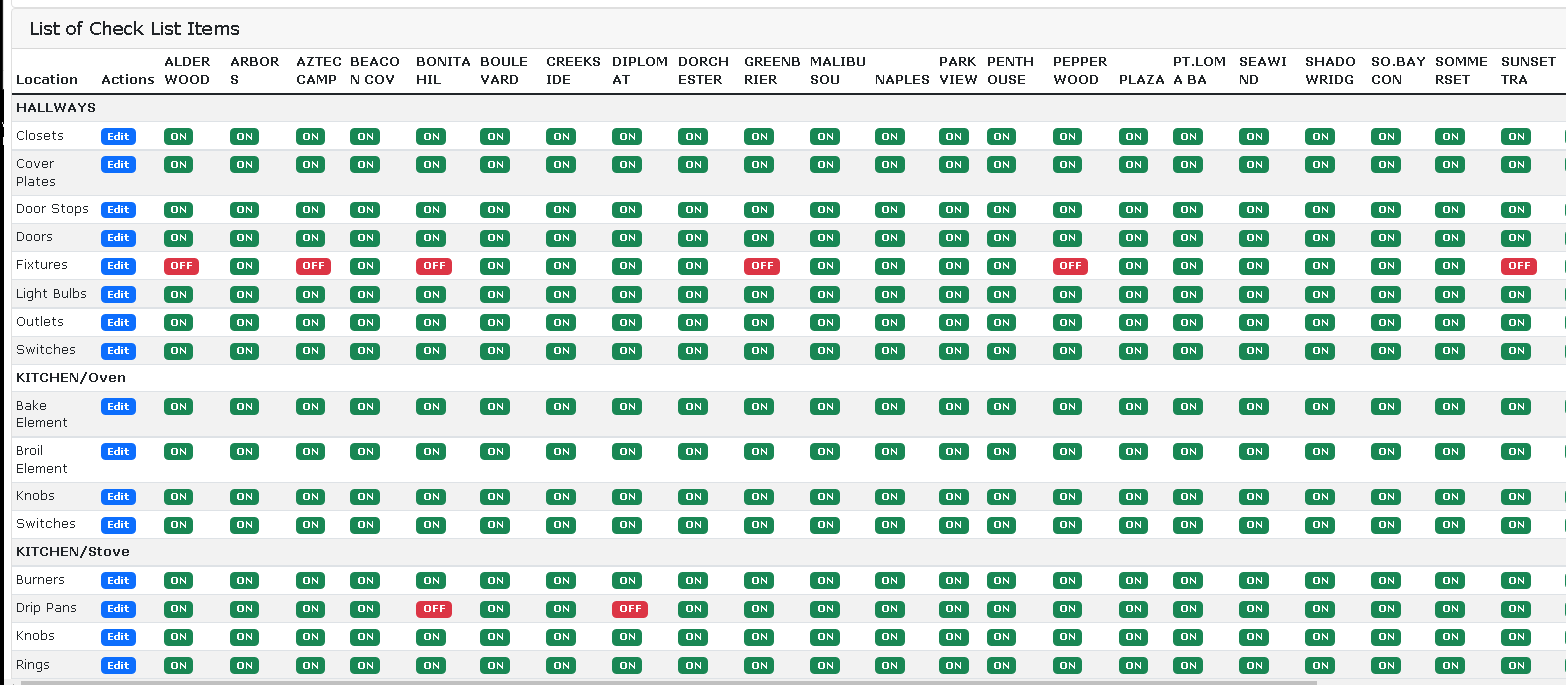 List of Check List Items
Location Actions ALDER WOOD ARBOR S AZTEC CAMP BEACO N COV BONITA HIL BOULE VARD CREEKS IDE DIPLOM AT DORCH ESTER GREENB RIER MALIBU SOU NAPLES PARK VIEW PENTH OUSE PEPPER WOOD PLAZA PT.LOM A BA SEAWI ND SHADO WRIDG SO.BAY CON SOMME RSET SUNSET TRA
HALLWAYS
Closets Edit ON ON ON ON ON ON ON ON ON ON ON ON ON ON ON ON ON ON ON ON ON ON
Cover Plates Edit ON ON ON ON ON ON ON ON ON ON ON ON ON ON ON ON ON ON ON ON ON ON
Door Stops Edit ON ON ON ON ON ON ON ON ON ON ON ON ON ON ON ON ON ON ON ON ON ON
Doors Edit ON ON ON ON ON ON ON ON ON ON ON ON ON ON ON ON ON ON ON ON ON ON
Fixtures Edit OFF ON OFF ON OFF ON ON ON ON OFF ON ON ON ON OFF ON ON ON ON ON ON OFF
Light Bulbs Edit ON ON ON ON ON ON ON ON ON ON ON ON ON ON ON ON ON ON ON ON ON ON
Outlets Edit ON ON ON ON ON ON ON ON ON ON ON ON ON ON ON ON ON ON ON ON ON ON
Switches Edit ON ON ON ON ON ON ON ON ON ON ON ON ON ON ON ON ON ON ON ON ON ON
KITCHEN/Oven
Bake Element Edit ON ON ON ON ON ON ON ON ON ON ON ON ON ON ON ON ON ON ON ON ON ON
Broil Element Edit ON ON ON ON ON ON ON ON ON ON ON ON ON ON ON ON ON ON ON ON ON ON
Knobs Edit ON ON ON ON ON ON ON ON ON ON ON ON ON ON ON ON ON ON ON ON ON ON
Switches Edit ON ON ON ON ON ON ON ON ON ON ON ON ON ON ON ON ON ON ON ON ON ON
KITCHEN/Stove
Burners Edit ON ON ON ON ON ON ON ON ON ON ON ON ON ON ON ON ON ON ON ON ON ON
Drip Pans Edit ON ON ON ON OFF ON ON OFF ON ON ON ON ON ON ON ON ON ON ON ON ON ON
Knobs Edit ON ON ON ON ON ON ON ON ON ON ON ON ON ON ON ON ON ON ON ON ON ON
Rings Edit ON ON ON ON ON ON ON ON ON ON ON ON ON ON ON ON ON ON ON ON ON ON